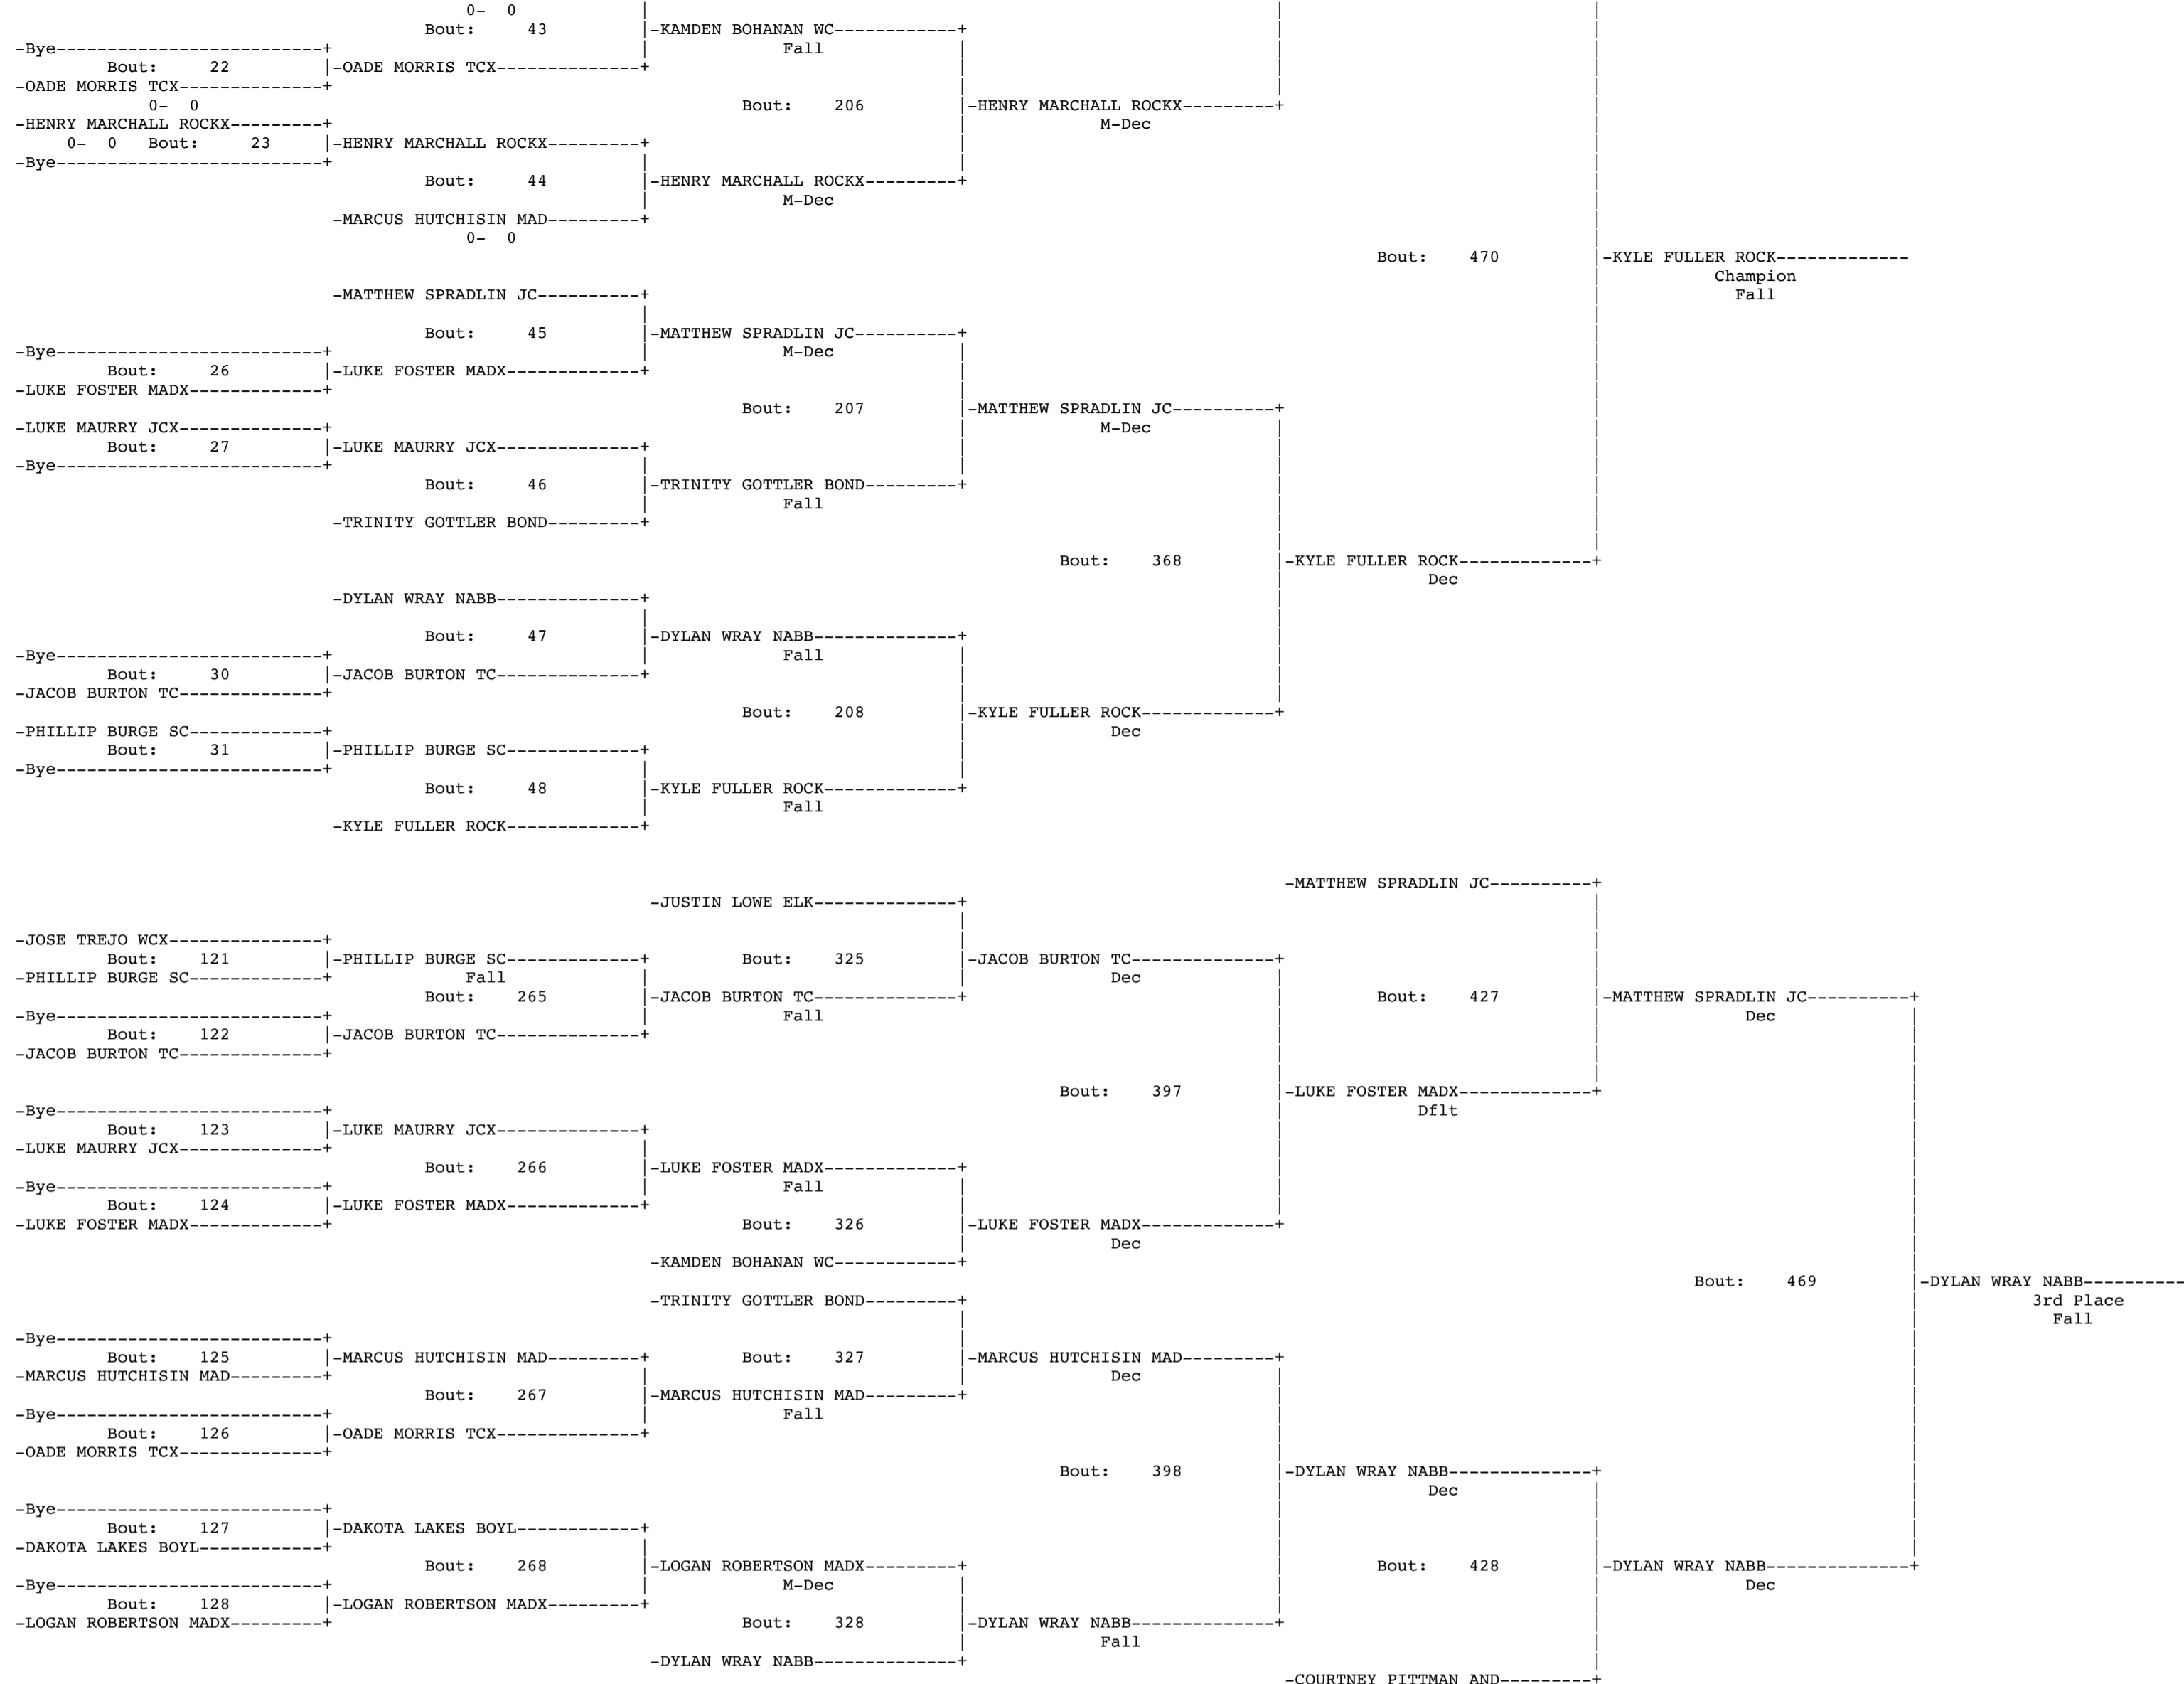 0-  0
Bout:     43     |-KAMDEN BOHANAN WC------------+
-Bye--------------------------+     Fall
Bout:     22     |-OADE MORRIS TCX--------------+
-OADE MORRIS TCX--------------+
0-  0     Bout:    206     |-HENRY MARCHALL ROCKX---------+
-HENRY MARCHALL ROCKX---------+     M-Dec
0-  0   Bout:     23     |-HENRY MARCHALL ROCKX---------+
-Bye--------------------------+
Bout:     44     |-HENRY MARCHALL ROCKX---------+
M-Dec
-MARCUS HUTCHISIN MAD---------+
0-  0
Bout:    470     |-KYLE FULLER ROCK-------------
Champion
-MATTHEW SPRADLIN JC----------+     Fall
Bout:     45     |-MATTHEW SPRADLIN JC----------+
-Bye--------------------------+     M-Dec
Bout:     26     |-LUKE FOSTER MADX-------------+
-LUKE FOSTER MADX-------------+
Bout:    207     |-MATTHEW SPRADLIN JC----------+
-LUKE MAURRY JCX--------------+     M-Dec
Bout:     27     |-LUKE MAURRY JCX--------------+
-Bye--------------------------+
Bout:     46     |-TRINITY GOTTLER BOND---------+
Fall
-TRINITY GOTTLER BOND---------+
Bout:    368     |-KYLE FULLER ROCK-------------+
Dec
-DYLAN WRAY NABB--------------+
Bout:     47     |-DYLAN WRAY NABB--------------+
-Bye--------------------------+     Fall
Bout:     30     |-JACOB BURTON TC--------------+
-JACOB BURTON TC--------------+
Bout:    208     |-KYLE FULLER ROCK-------------+
-PHILLIP BURGE SC-------------+     Dec
Bout:     31     |-PHILLIP BURGE SC-------------+
-Bye--------------------------+
Bout:     48     |-KYLE FULLER ROCK-------------+
Fall
-KYLE FULLER ROCK-------------+
-MATTHEW SPRADLIN JC----------+
-JUSTIN LOWE ELK--------------+
-JOSE TREJO WCX---------------+
Bout:    121     |-PHILLIP BURGE SC-------------+     Bout:    325     |-JACOB BURTON TC--------------+
-PHILLIP BURGE SC-------------+     Fall     Dec
Bout:    265     |-JACOB BURTON TC--------------+     Bout:    427     |-MATTHEW SPRADLIN JC----------+
-Bye--------------------------+     Fall     Dec
Bout:    122     |-JACOB BURTON TC--------------+
-JACOB BURTON TC--------------+
Bout:    397     |-LUKE FOSTER MADX-------------+
-Bye--------------------------+     Dflt
Bout:    123     |-LUKE MAURRY JCX--------------+
-LUKE MAURRY JCX--------------+
Bout:    266     |-LUKE FOSTER MADX-------------+
-Bye--------------------------+     Fall
Bout:    124     |-LUKE FOSTER MADX-------------+
-LUKE FOSTER MADX-------------+     Bout:    326     |-LUKE FOSTER MADX-------------+
Dec
-KAMDEN BOHANAN WC------------+
Bout:    469     |-DYLAN WRAY NABB----------
-TRINITY GOTTLER BOND---------+     3rd Place
Fall
-Bye--------------------------+
Bout:    125     |-MARCUS HUTCHISIN MAD---------+     Bout:    327     |-MARCUS HUTCHISIN MAD---------+
-MARCUS HUTCHISIN MAD---------+     Dec
Bout:    267     |-MARCUS HUTCHISIN MAD---------+
-Bye--------------------------+     Fall
Bout:    126     |-OADE MORRIS TCX--------------+
-OADE MORRIS TCX--------------+
Bout:    398     |-DYLAN WRAY NABB--------------+
Dec
-Bye--------------------------+
Bout:    127     |-DAKOTA LAKES BOYL------------+
-DAKOTA LAKES BOYL------------+
Bout:    268     |-LOGAN ROBERTSON MADX---------+     Bout:    428     |-DYLAN WRAY NABB--------------+
-Bye--------------------------+     M-Dec     Dec
Bout:    128     |-LOGAN ROBERTSON MADX---------+
-LOGAN ROBERTSON MADX---------+     Bout:    328     |-DYLAN WRAY NABB--------------+
Fall
-DYLAN WRAY NABB--------------+
-COURTNEY PITTMAN AND---------+